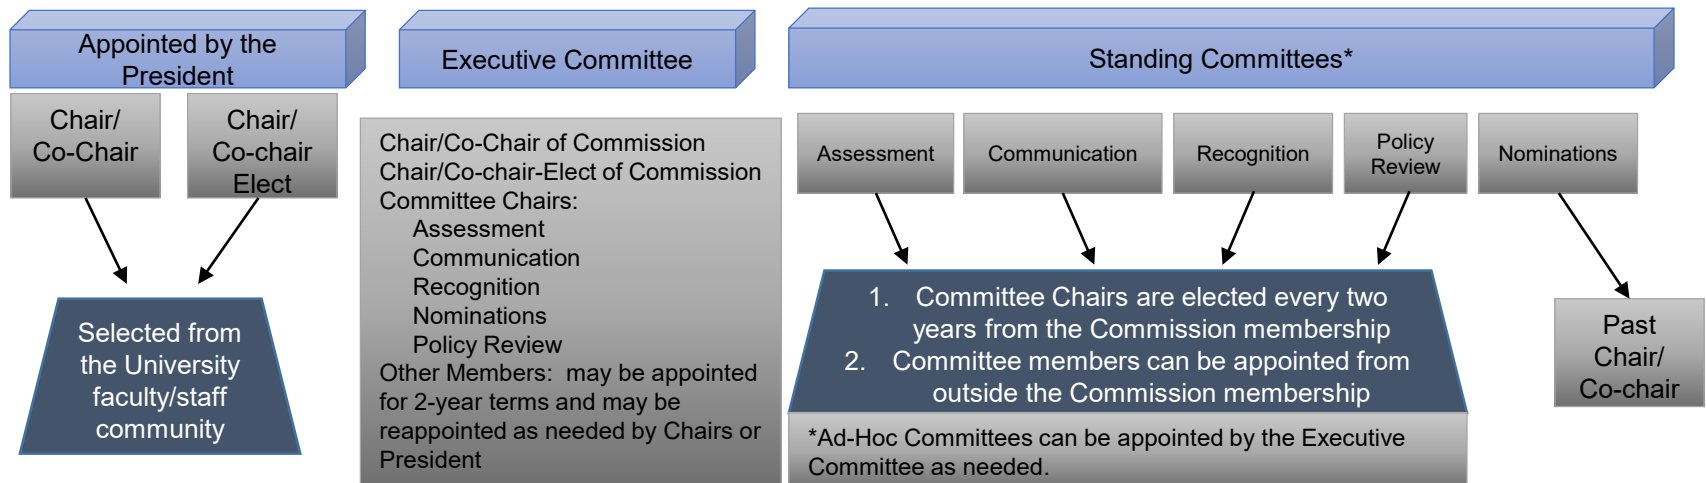 Appointed by the
President
Chair/
Co-Chair
Chair/
Co-chair
Elect
Selected from
the University
faculty/staff
community
Executive Committee
Chair/Co-Chair of Commission
Chair/Co-chair-Elect of Commission
Committee Chairs:
Assessment
Communication
Recognition
Nominations
Policy Review
Other Members:  may be appointed
for 2-year terms and may be
reappointed as needed by Chairs or
President
Standing Committees*
Assessment
Communication
Recognition
Policy
Review
Nominations
1. Committee Chairs are elected every two
years from the Commission membership
2. Committee members can be appointed from
outside the Commission membership
*Ad-Hoc Committees can be appointed by the Executive
Committee as needed.
Past
Chair/
Co-chair